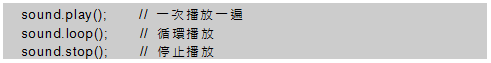 sound.play();    // 一次播放一遍
sound.loop();    // 循環播放
sound.stop();    // 停止播放